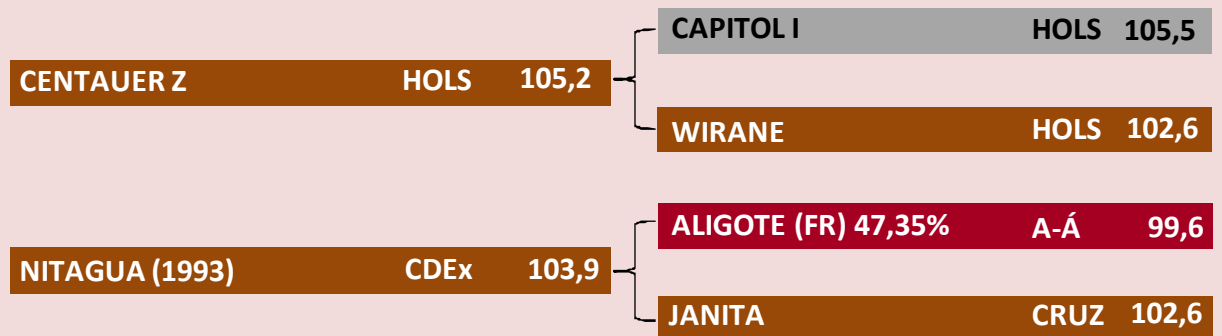 CAPITOL I HOLS 105,5
CENTAUER Z HOLS 105,2
WIRANE HOLS 102,6
ALIGOTE (FR) 47,35% A-Á 99,6
NITAGUA (1993) CDEx 103,9
JANITA CRUZ 102,6